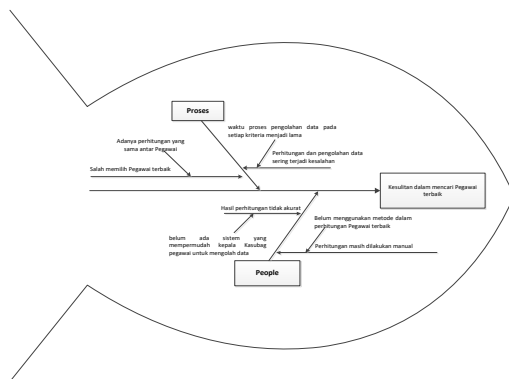 Proses
waktu proses pengolahan data pada
setiap kriteria menjadi lama
Adanya perhitungan yang
sama antar Pegawai
Perhitungan dan pengolahan data
sering terjadi kesalahan
Salah memilih Pegawai terbaik
Kesulitan dalam mencari Pegawai
terbaik
Hasil perhitungan tidak akurat
Belum menggunakan metode dalam
perhitungan Pegawai terbaik
belum ada sistem yang
mempermudah kepala Kasubag
pegawai untuk mengolah data
Perhitungan masih dilakukan manual
People